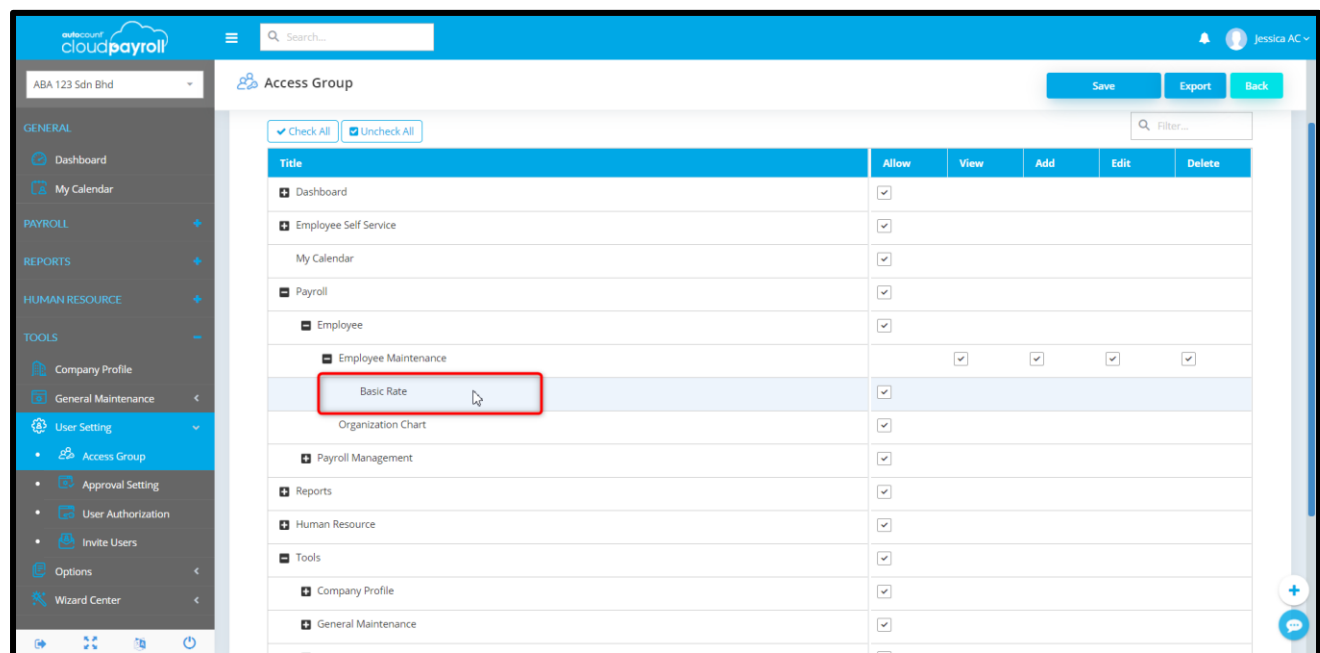 autocount
cloudpayroll
Search...
Jessica AC
ABA 123 Sdn Bhd
Access Group
Save
Export
Back
GENERAL
Dashboard
My Calendar
PAYROLL
REPORTS
HUMAN RESOURCE
TOOLS
Company Profile
General Maintenance
User Setting
Access Group
Approval Setting
User Authorization
Invite Users
Options
Wizard Center
Check All
Uncheck All
Filter...
Title Allow View Add Edit Delete
Dashboard
Employee Self Service
My Calendar
Payroll
Employee
Employee Maintenance
Basic Rate
Organization Chart
Payroll Management
Reports
Human Resource
Tools
Company Profile
General Maintenance